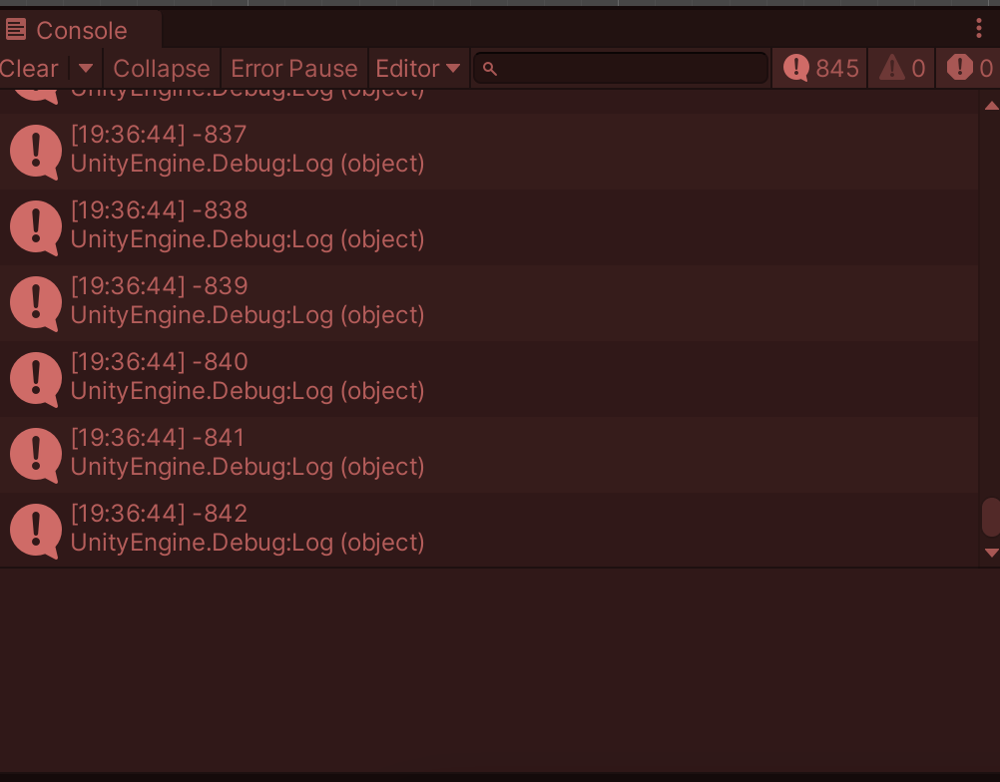 Console
Clear Collapse Error Pause Editor 845 0 0
UnityEngine.Debug:Log (object)
[19:36:44] -837
UnityEngine.Debug:Log (object)
[19:36:44] -838
UnityEngine.Debug:Log (object)
[19:36:44] -839
UnityEngine.Debug:Log (object)
[19:36:44] -840
UnityEngine.Debug:Log (object)
[19:36:44] -841
UnityEngine.Debug:Log (object)
[19:36:44] -842
UnityEngine.Debug:Log (object)